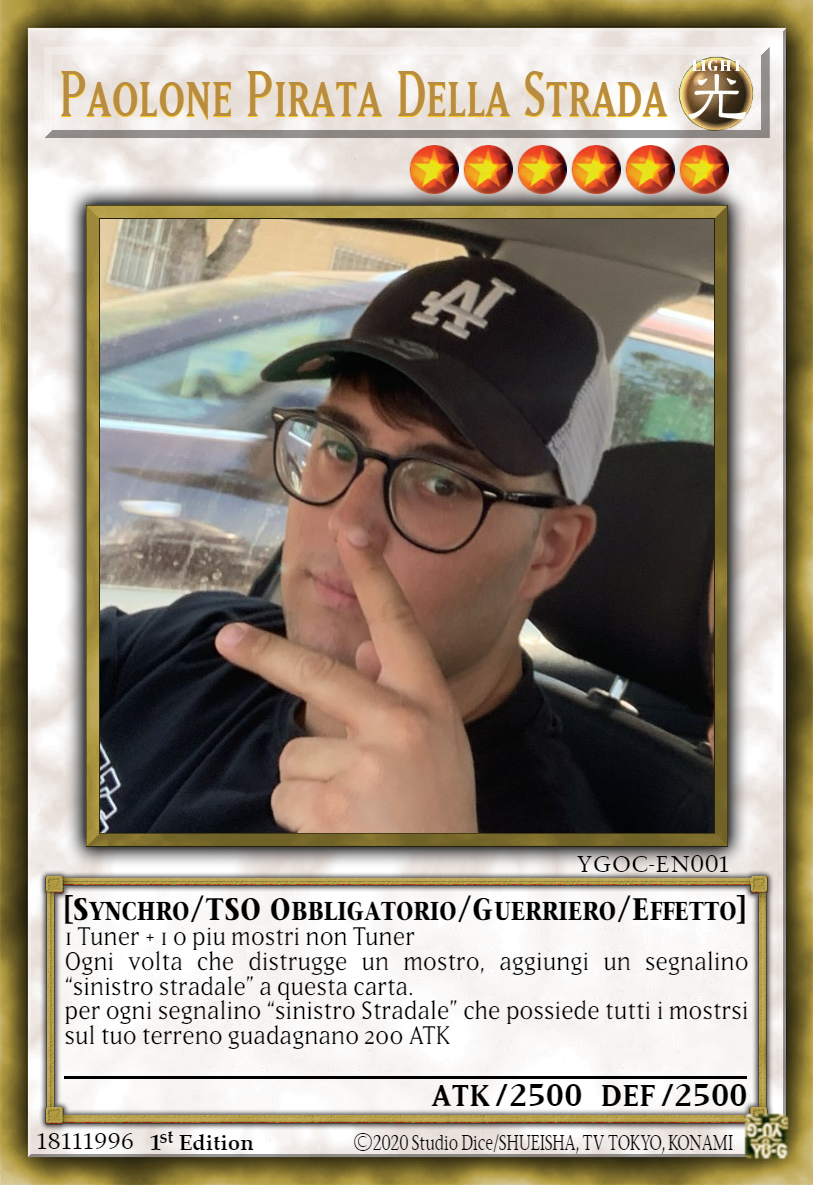 Paolone Pirata Della Strada
LIGHT
光
LA
YGOC-EN001
[Synchro/TSO Obbligatorio/Guerriero/Effetto]
1 Tuner + 1 o piu mostri non Tuner
Ogni volta che distrugge un mostro, aggiungi un segnalino
“sinistro stradale” a questa carta.
per ogni segnalino “sinistro Stradale” che possiede tutti i mostrsi
sul tuo terreno guadagnano 200 ATK
ATK/2500 DEF/2500
18111996 1st Edition ©2020 Studio Dice/SHUEISHA, TV TOKYO, KONAMI